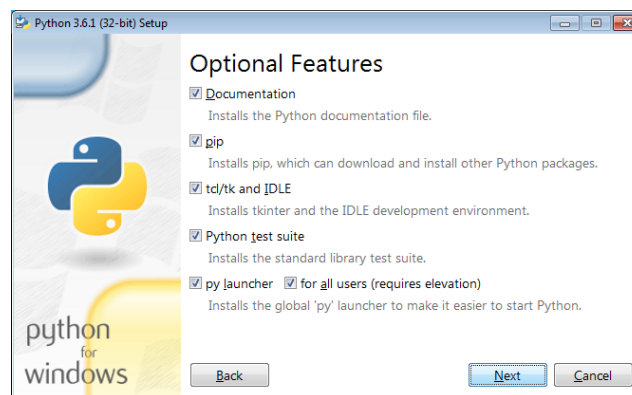 Python 3.6.1 (32-bit) Setup
Optional Features
Documentation
Installs the Python documentation file.
pip
Installs pip, which can download and install other Python packages.
tcl/tk and IDLE
Installs tkinter and the IDLE development environment.
Python test suite
Installs the standard library test suite.
py launcher for all users (requires elevation)
Installs the global 'py' launcher to make it easier to start Python.
python
for
windows
Back Next Cancel